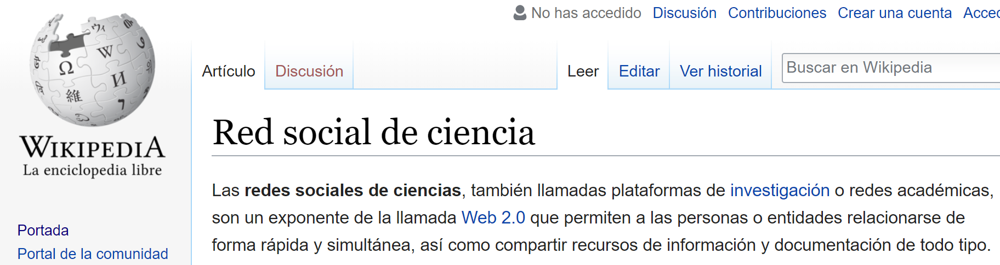 No has accedido Discusión Contribuciones Crear una cuenta
Artículo Discusión Leer Editar Ver historial Buscar en Wikipedia
WIKIPEDIA
La enciclopedia libre
Red social de ciencia
Las redes sociales de ciencias, también llamadas plataformas de investigación o redes académicas,
son un exponente de la llamada Web 2.0 que permiten a las personas o entidades relacionarse de
forma rápida y simultánea, así como compartir recursos de información y documentación de todo tipo.
Portada
Portal de la comunidad